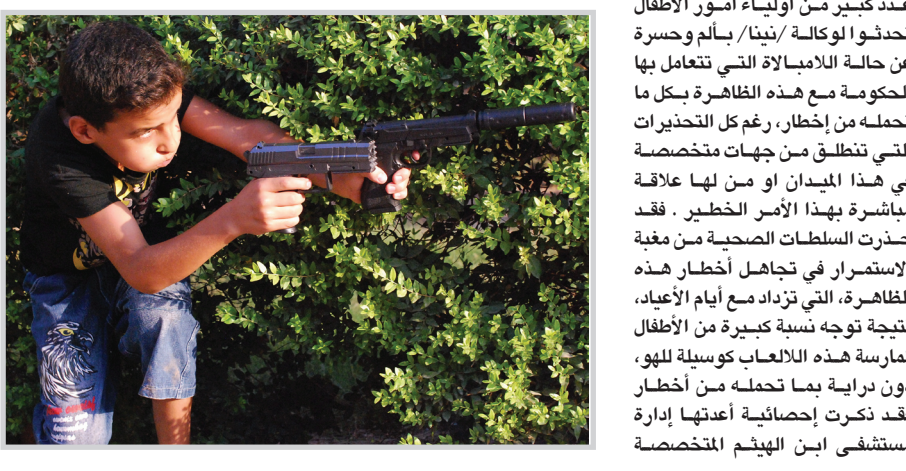 عدد كبير من أولياء أمور الأطفال
تحدثوا لوكالة /نينا/ بألم وحسرة
عن حالة اللامبالاة التي تتعامل بها
الحكومة مع هذه الظاهرة بكل ما
تحمله من إخطار، رغم كل التحذيرات
التي تنطلق من جهات متخصصة
في هذا الميدان او من لها علاقة
مباشرة بهذا الأمر الخطير . فقد
حذرت السلطات الصحية من مغبة
الاستمرار في تجاهل أخطار هذه
الظاهرة، التي تزداد مع أيام الأعياد،
نتيجة توجه نسبة كبيرة من الأطفال
لممارسة هذه اللالعاب كوسيلة للهو،
دون دراية بما تحمله من أخطار
فقد ذكرت إحصائية أعدتها إدارة
مستشفى ابن الهيثم المتخصصة